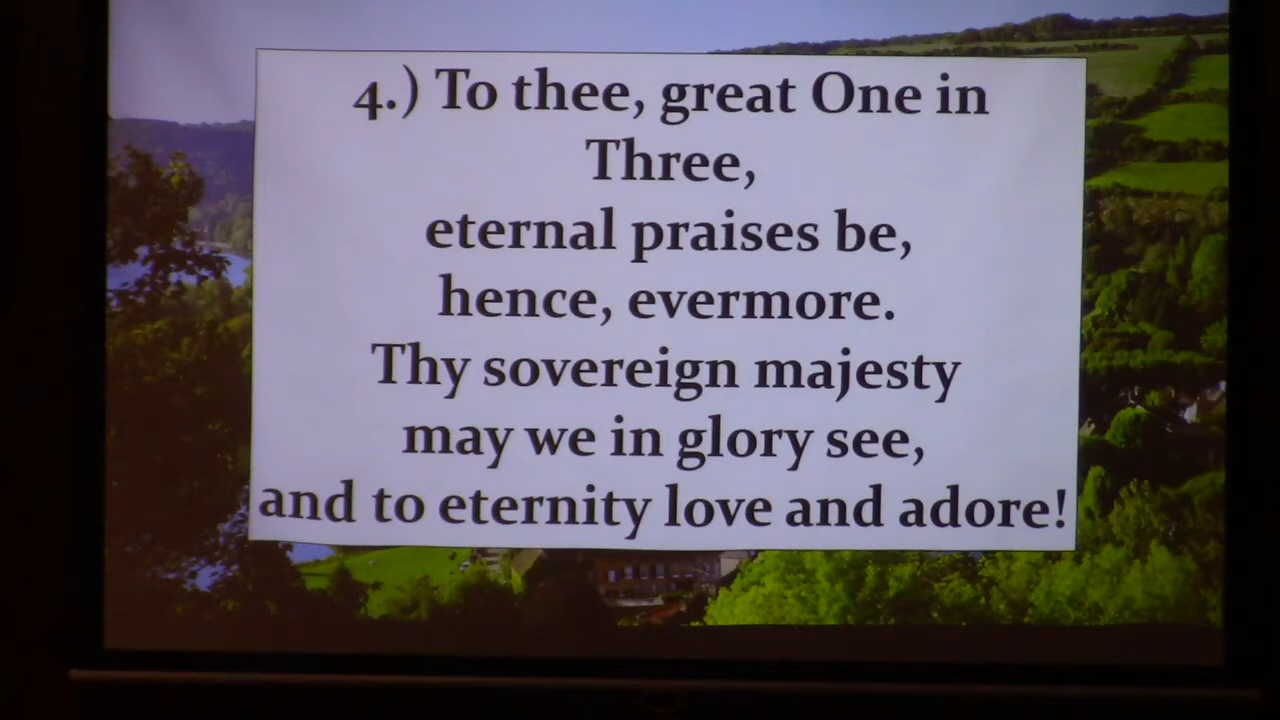 4.) To thee, great One in
Three,
eternal praises be,
hence, evermore.
Thy sovereign majesty
may we in glory see,
and to eternity love and adore!